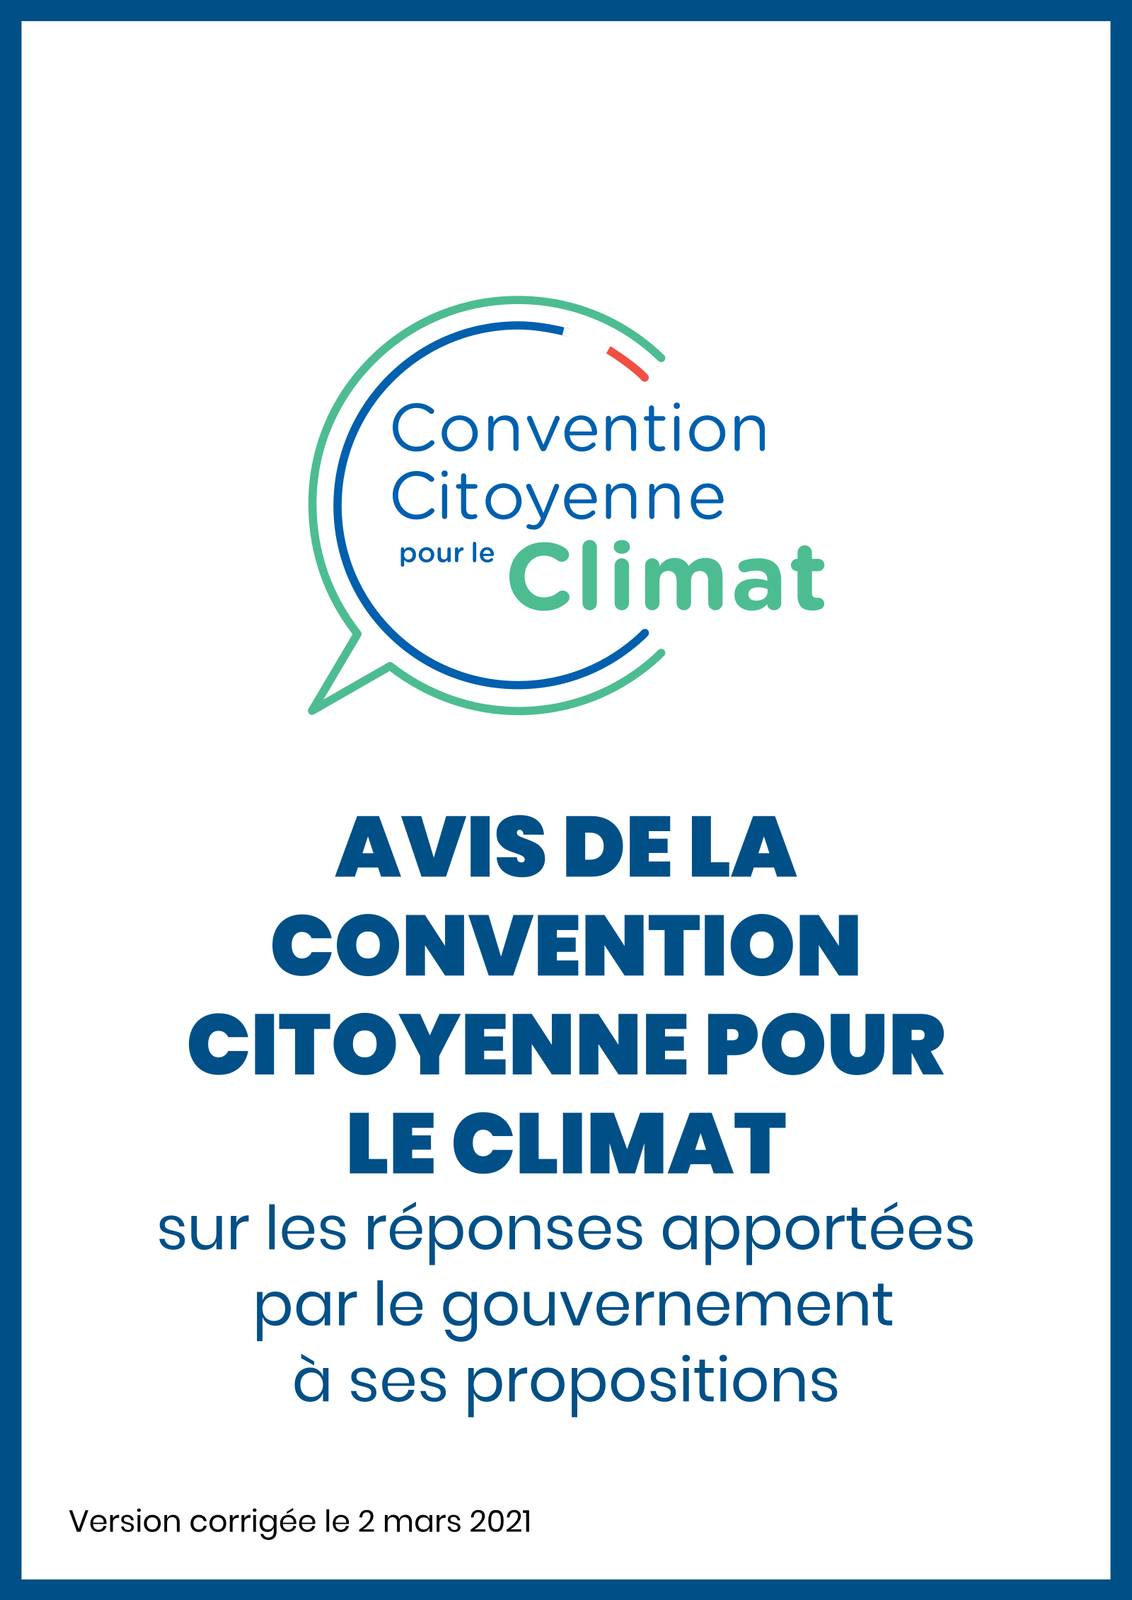 Convention
Citoyenne
pour le Climat
AVIS DE LA
CONVENTION
CITOYENNE POUR
LE CLIMAT
sur les réponses apportées
par le gouvernement
à ses propositions
Version corrigée le 2 mars 2021